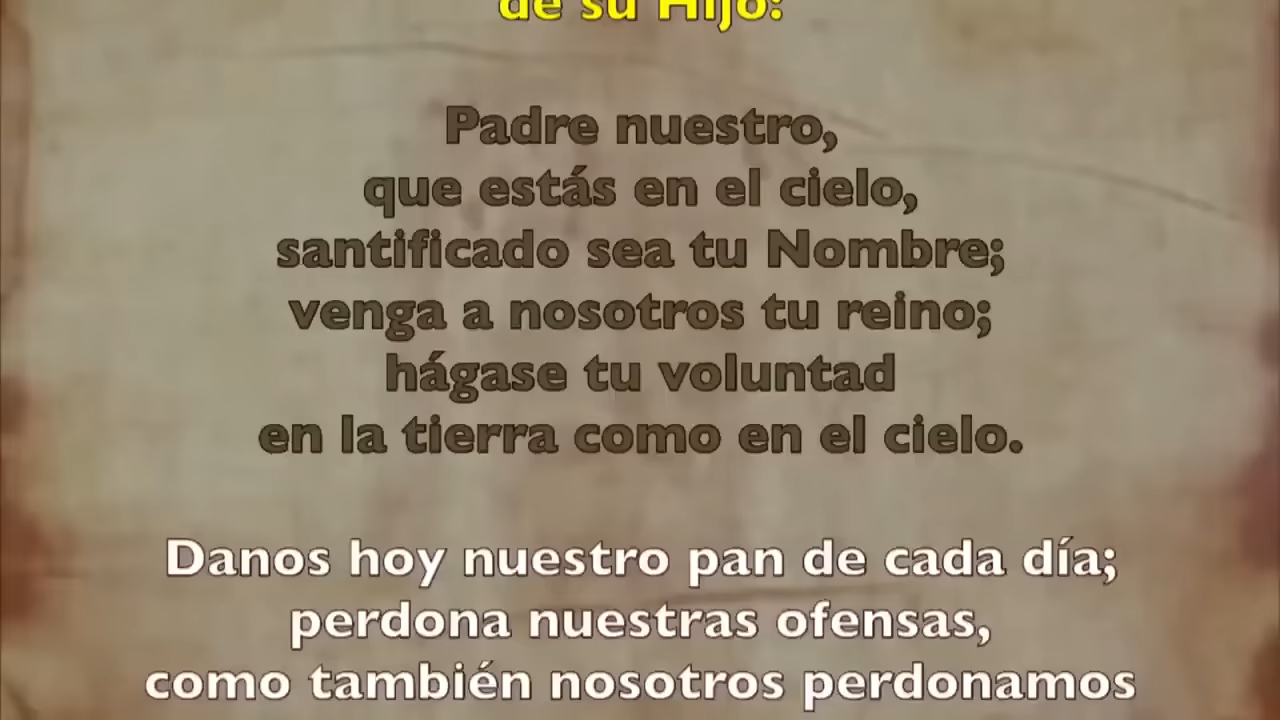 de su Hijo:
Padre nuestro,
que estás en el cielo,
santificado sea tu Nombre;
venga a nosotros tu reino;
hágase tu voluntad
en la tierra como en el cielo.
Danos hoy nuestro pan de cada día;
perdona nuestras ofensas,
como también nosotros perdonamos